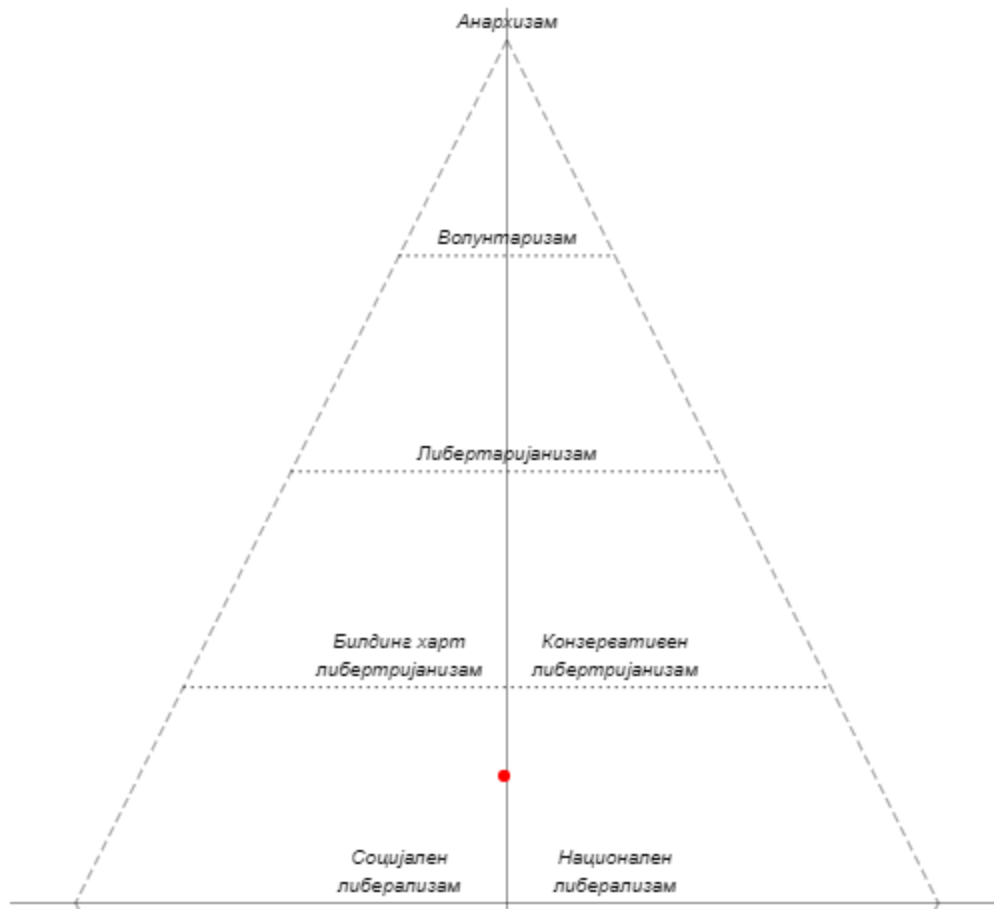 Анархизам
Волунтаризам
Либертаријанизам
Билдинг харт
либертријанизам
Конзервативен
либертријанизам
Социјален
либерализам
Национален
либерализам